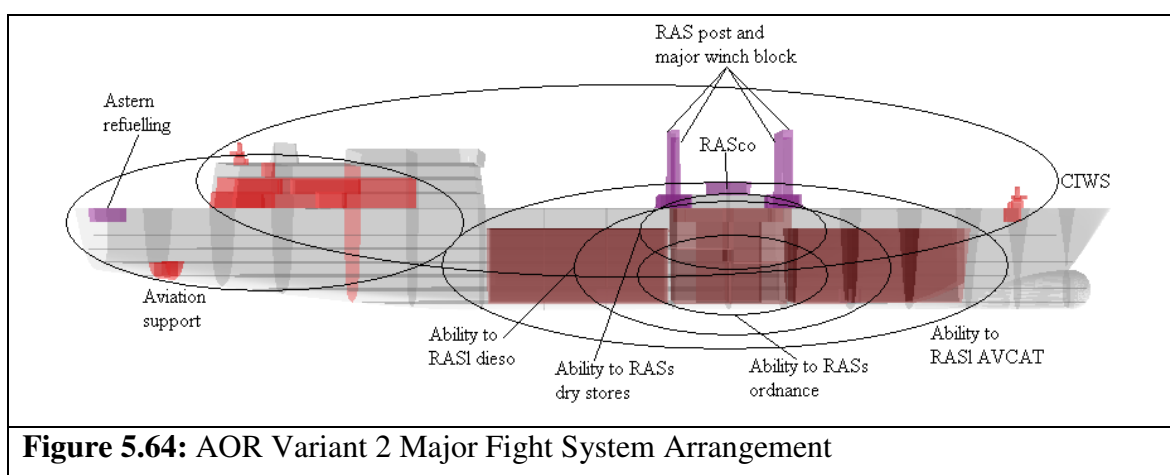 RAS post and
major winch block
Astern
refuelling
RASco
CIWS
Aviation
support
Ability to
RASl dieso
Ability to RASs
dry stores
Ability to RASs
ordnance
Ability to
RASl AVCAT
Figure 5.64: AOR Variant 2 Major Fight System Arrangement